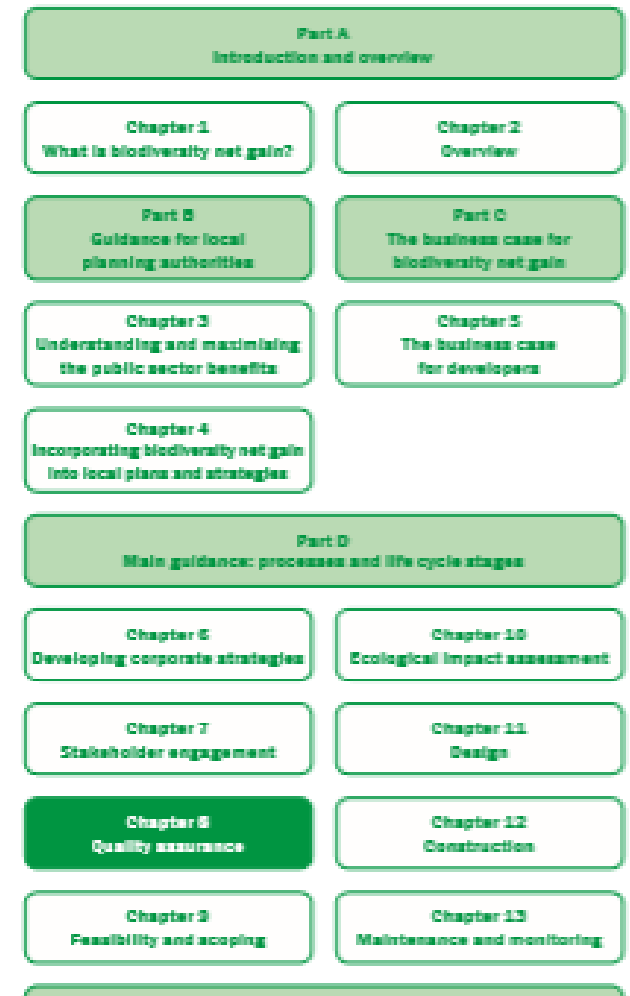 Part A
Introduction and overview
Chapter 1
What is biodiversity net gain?
Chapter 2
Overview
Part B
Guidance for local
planning authorities
Part C
The business case for
biodiversity net gain
Chapter 3
Understanding and maximising
the public sector benefits
Chapter 5
The business case
for developers
Chapter 4
Incorporating biodiversity net gain
into local plans and strategies
Part D
Main guidance: processes and life cycle stages
Chapter 6
Developing corporate strategies
Chapter 10
Ecological impact assessment
Chapter 7
Stakeholder engagement
Chapter 11
Design
Chapter 8
Quality assurance
Chapter 12
Construction
Chapter 9
Feasibility and scoping
Chapter 13
Maintenance and monitoring